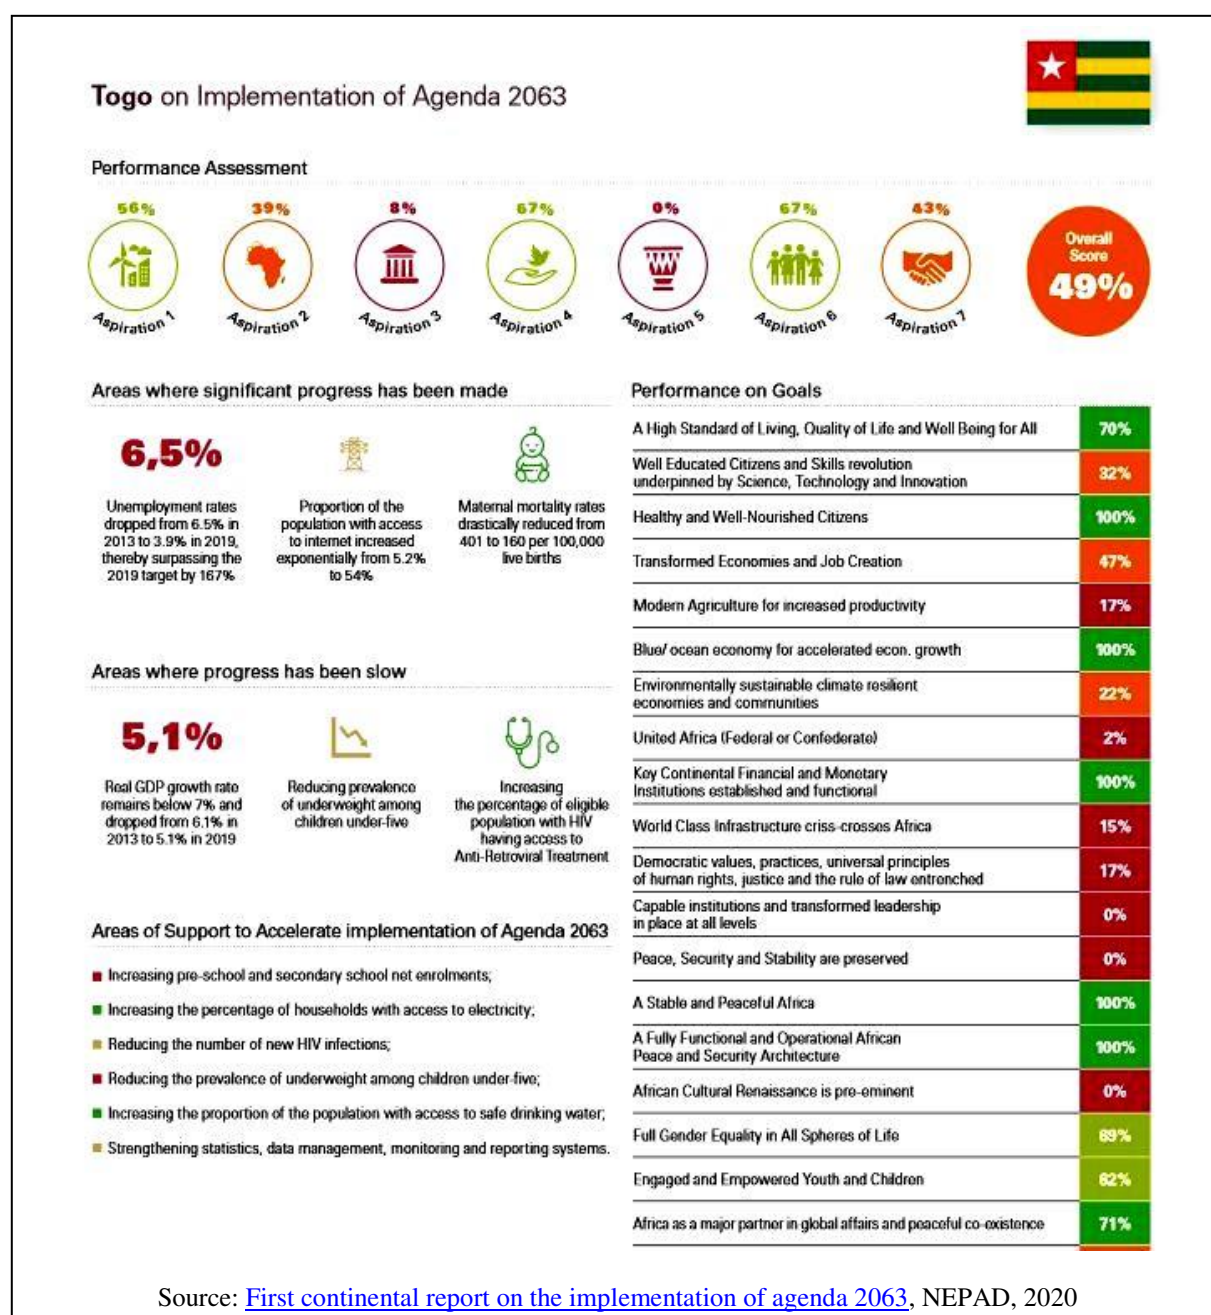 Togo on Implementation of Agenda 2063
Performance Assessment
56%
39%
8%
67%
0%
67%
43%
Aspiration 1
Aspiration 2
Aspiration 3
Aspiration 4
Aspiration 5
Aspiration 6
Aspiration 7
Overall
Score
49%
Areas where significant progress has been made
6,5%
Unemployment rates
dropped from 6.5% in
2013 to 3.9% in 2019,
thereby surpassing the
2019 target by 167%
Proportion of the
population with access
to internet increased
exponentially from 5.2%
to 54%
Maternal mortality rates
drastically reduced from
401 to 160 per 100,000
live births
Areas where progress has been slow
5,1%
Real GDP growth rate
remains below 7% and
dropped from 6.1% in
2013 to 5.1% in 2019
Reducing prevalence
of underweight among
children under-five
Increasing
the percentage of eligible
population with HIV
having access to
Anti-Retroviral Treatment
Areas of Support to Accelerate implementation of Agenda 2063
Increasing pre-school and secondary school net enrolments;
Increasing the percentage of households with access to electricity;
Reducing the number of new HIV infections;
Reducing the prevalence of underweight among children under-five;
Increasing the proportion of the population with access to safe drinking water;
Strengthening statistics, data management, monitoring and reporting systems.
Performance on Goals
A High Standard of Living, Quality of Life and Well Being for All 70%
Well Educated Citizens and Skills revolution
underpinned by Science, Technology and Innovation 32%
Healthy and Well-Nourished Citizens 100%
Transformed Economies and Job Creation 47%
Modern Agriculture for increased productivity 17%
Blue/ ocean economy for accelerated econ. growth 100%
Environmentally sustainable climate resilient
economies and communities 22%
United Africa (Federal or Confederate) 2%
Key Continental Financial and Monetary
Institutions established and functional 100%
World Class Infrastructure criss-crosses Africa 15%
Democratic values, practices, universal principles
of human rights, justice and the rule of law entrenched 17%
Capable institutions and transformed leadership
in place at all levels 0%
Peace, Security and Stability are preserved 0%
A Stable and Peaceful Africa 100%
A Fully Functional and Operational African
Peace and Security Architecture 100%
African Cultural Renaissance is pre-eminent 0%
Full Gender Equality in All Spheres of Life 69%
Engaged and Empowered Youth and Children 62%
Africa as a major partner in global affairs and peaceful co-existence 71%
Source: First continental report on the implementation of agenda 2063, NEPAD, 2020